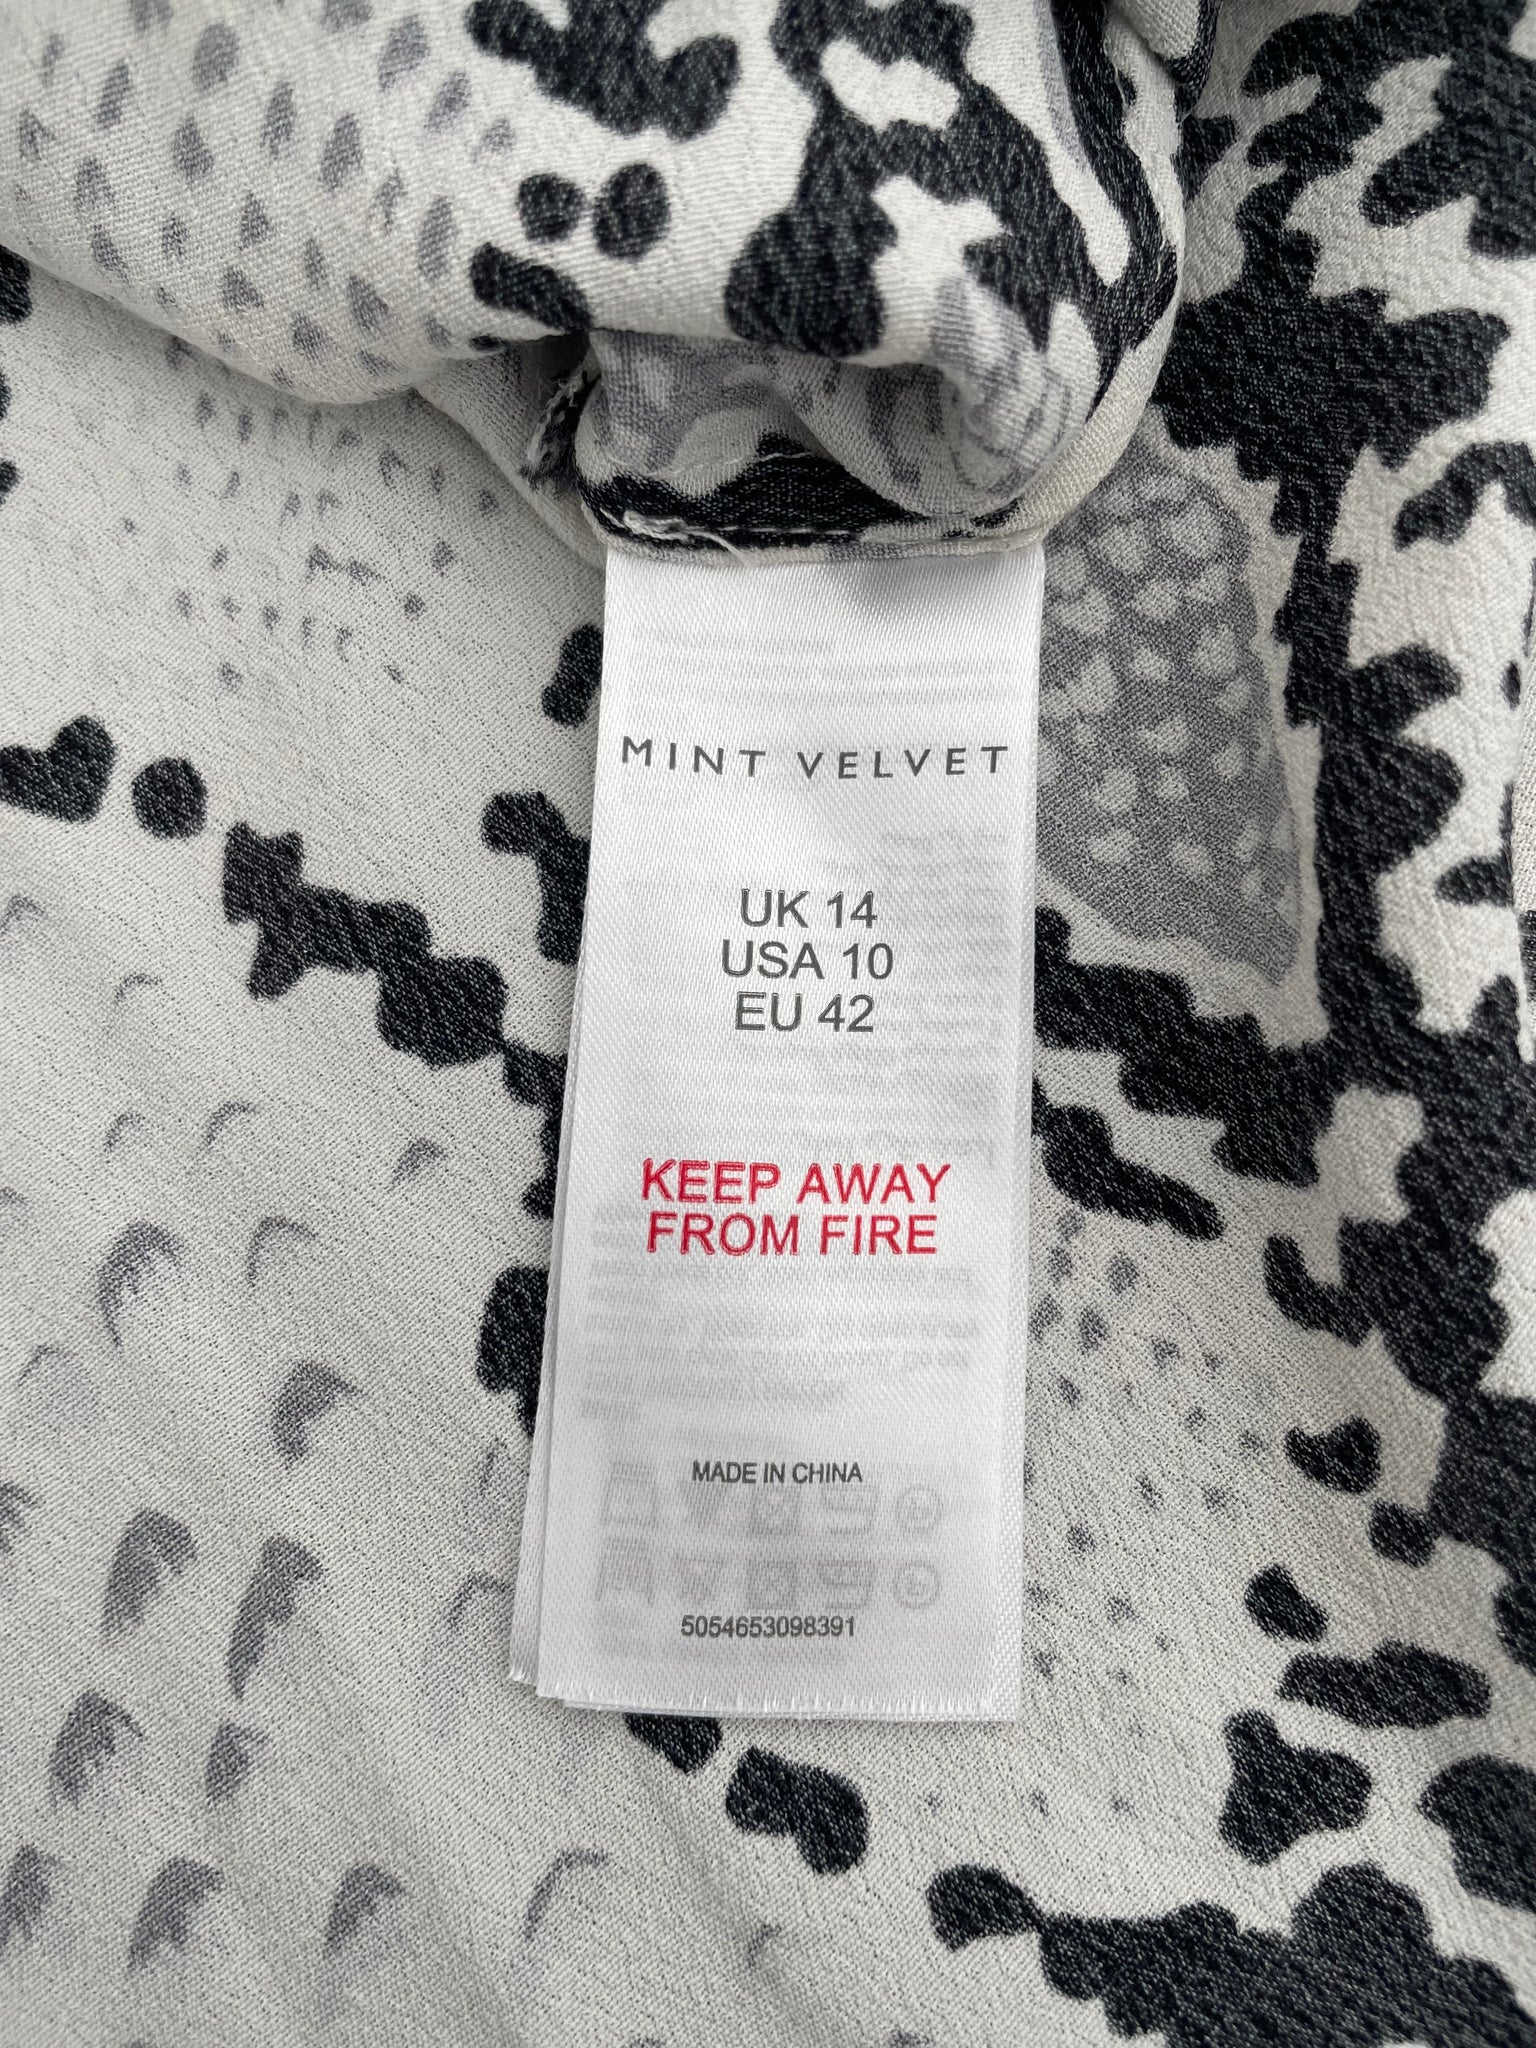 MINT VELVET
UK 14
USA 10
EU 42
KEEP AWAY
FROM FIRE
MADE IN CHINA
5054653098391